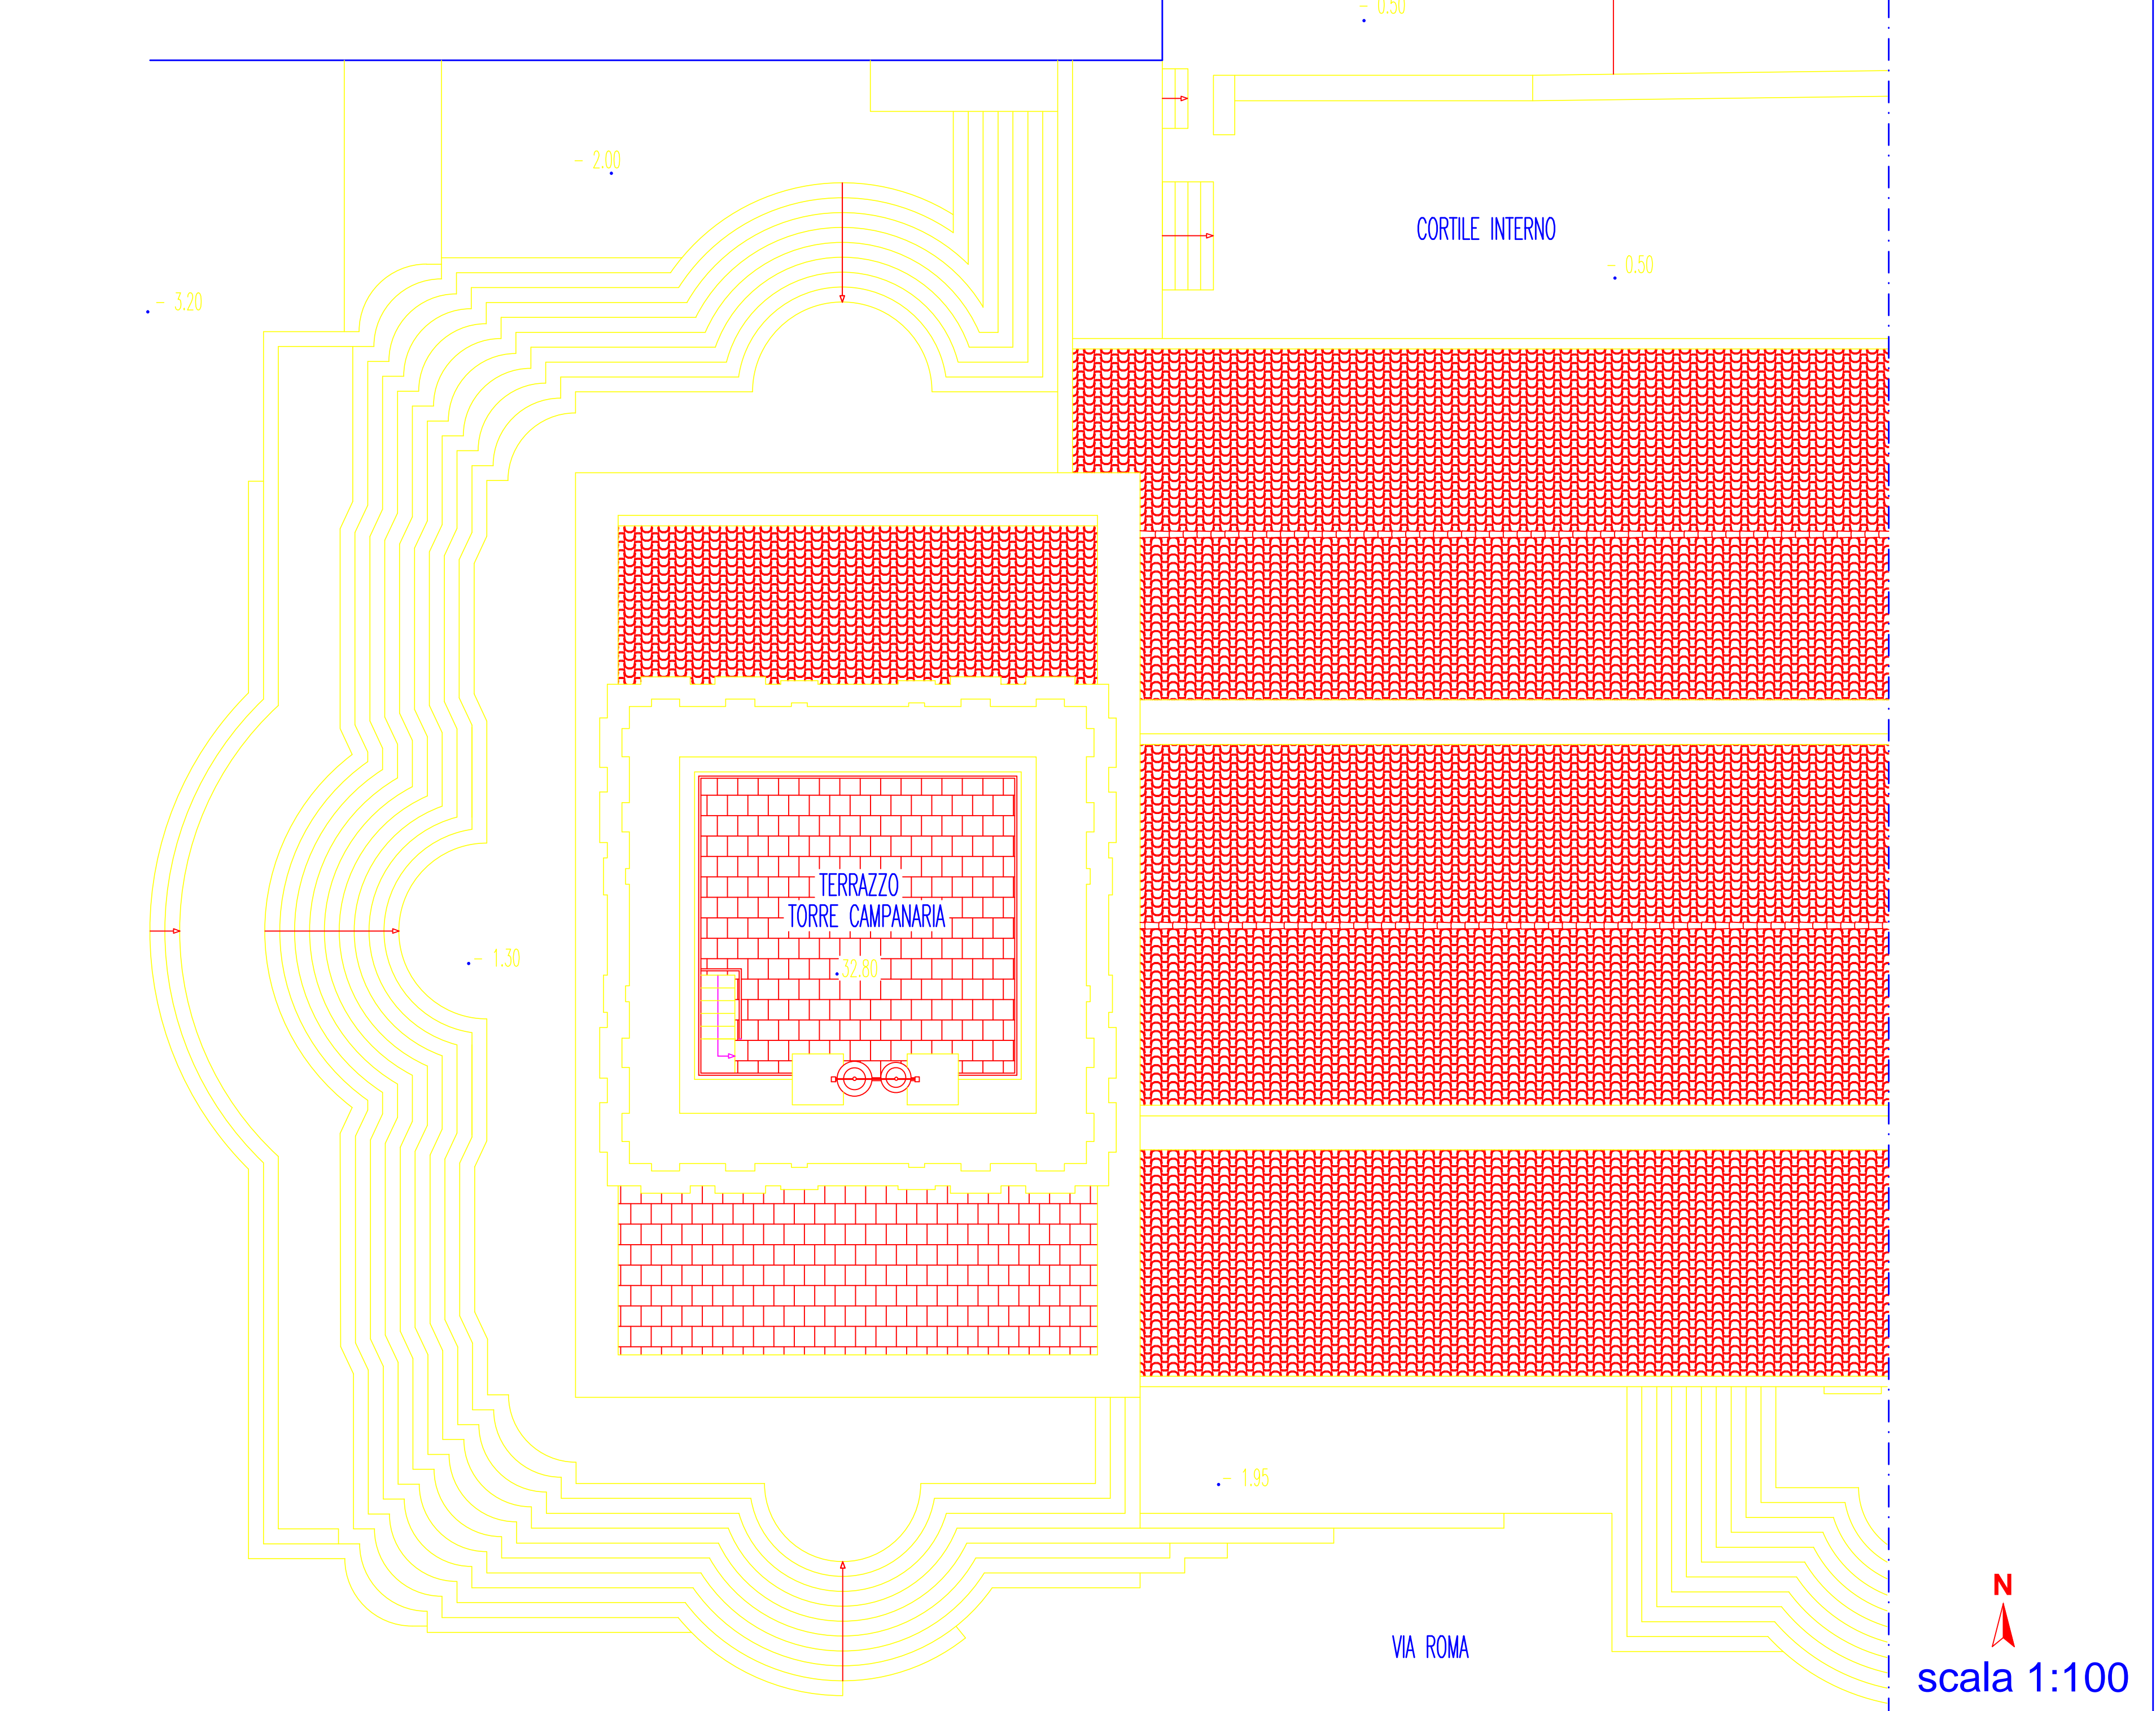 - 0.50
- 2.00
CORTILE INTERNO
- 0.50
- 3.20
TERRAZZO
TORRE CAMPANARIA
- 1.30
32.80
- 1.95
VIA ROMA
N
scala 1:100